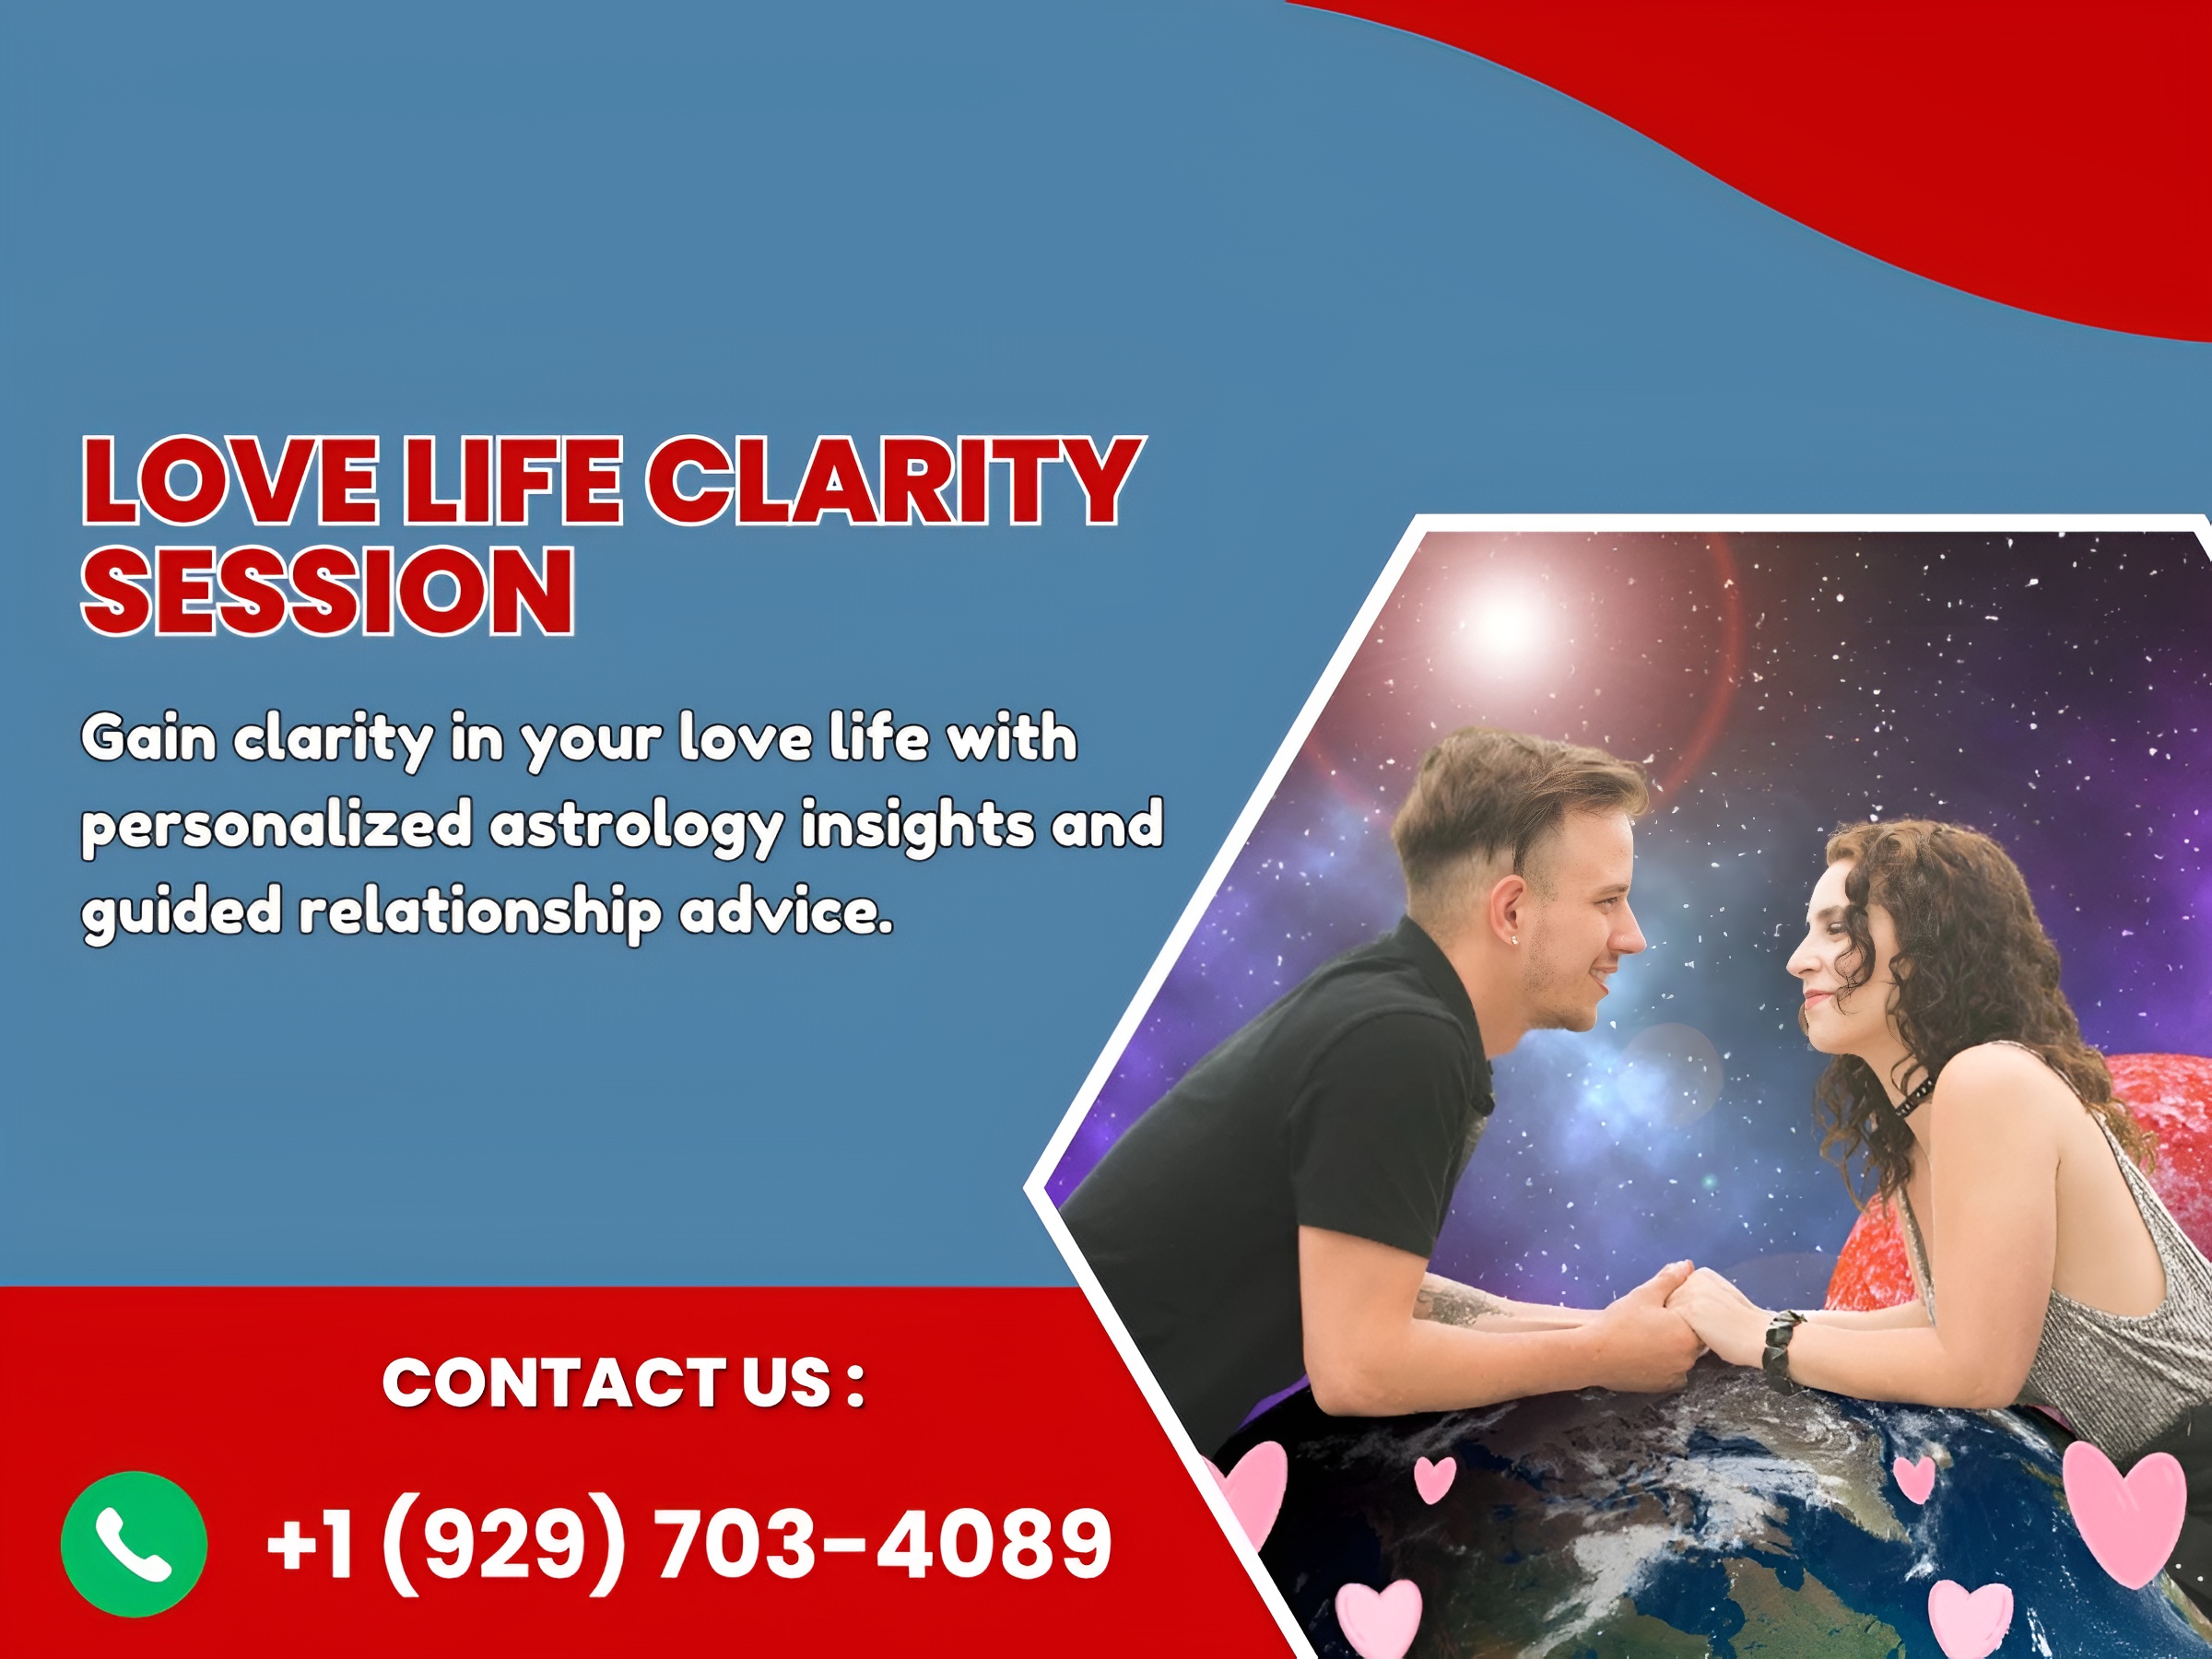 LOVE LIFE CLARITY
SESSION
Gain clarity in your love life with
personalized astrology insights and
guided relationship advice.
CONTACT US :
+1 (929) 703-4089